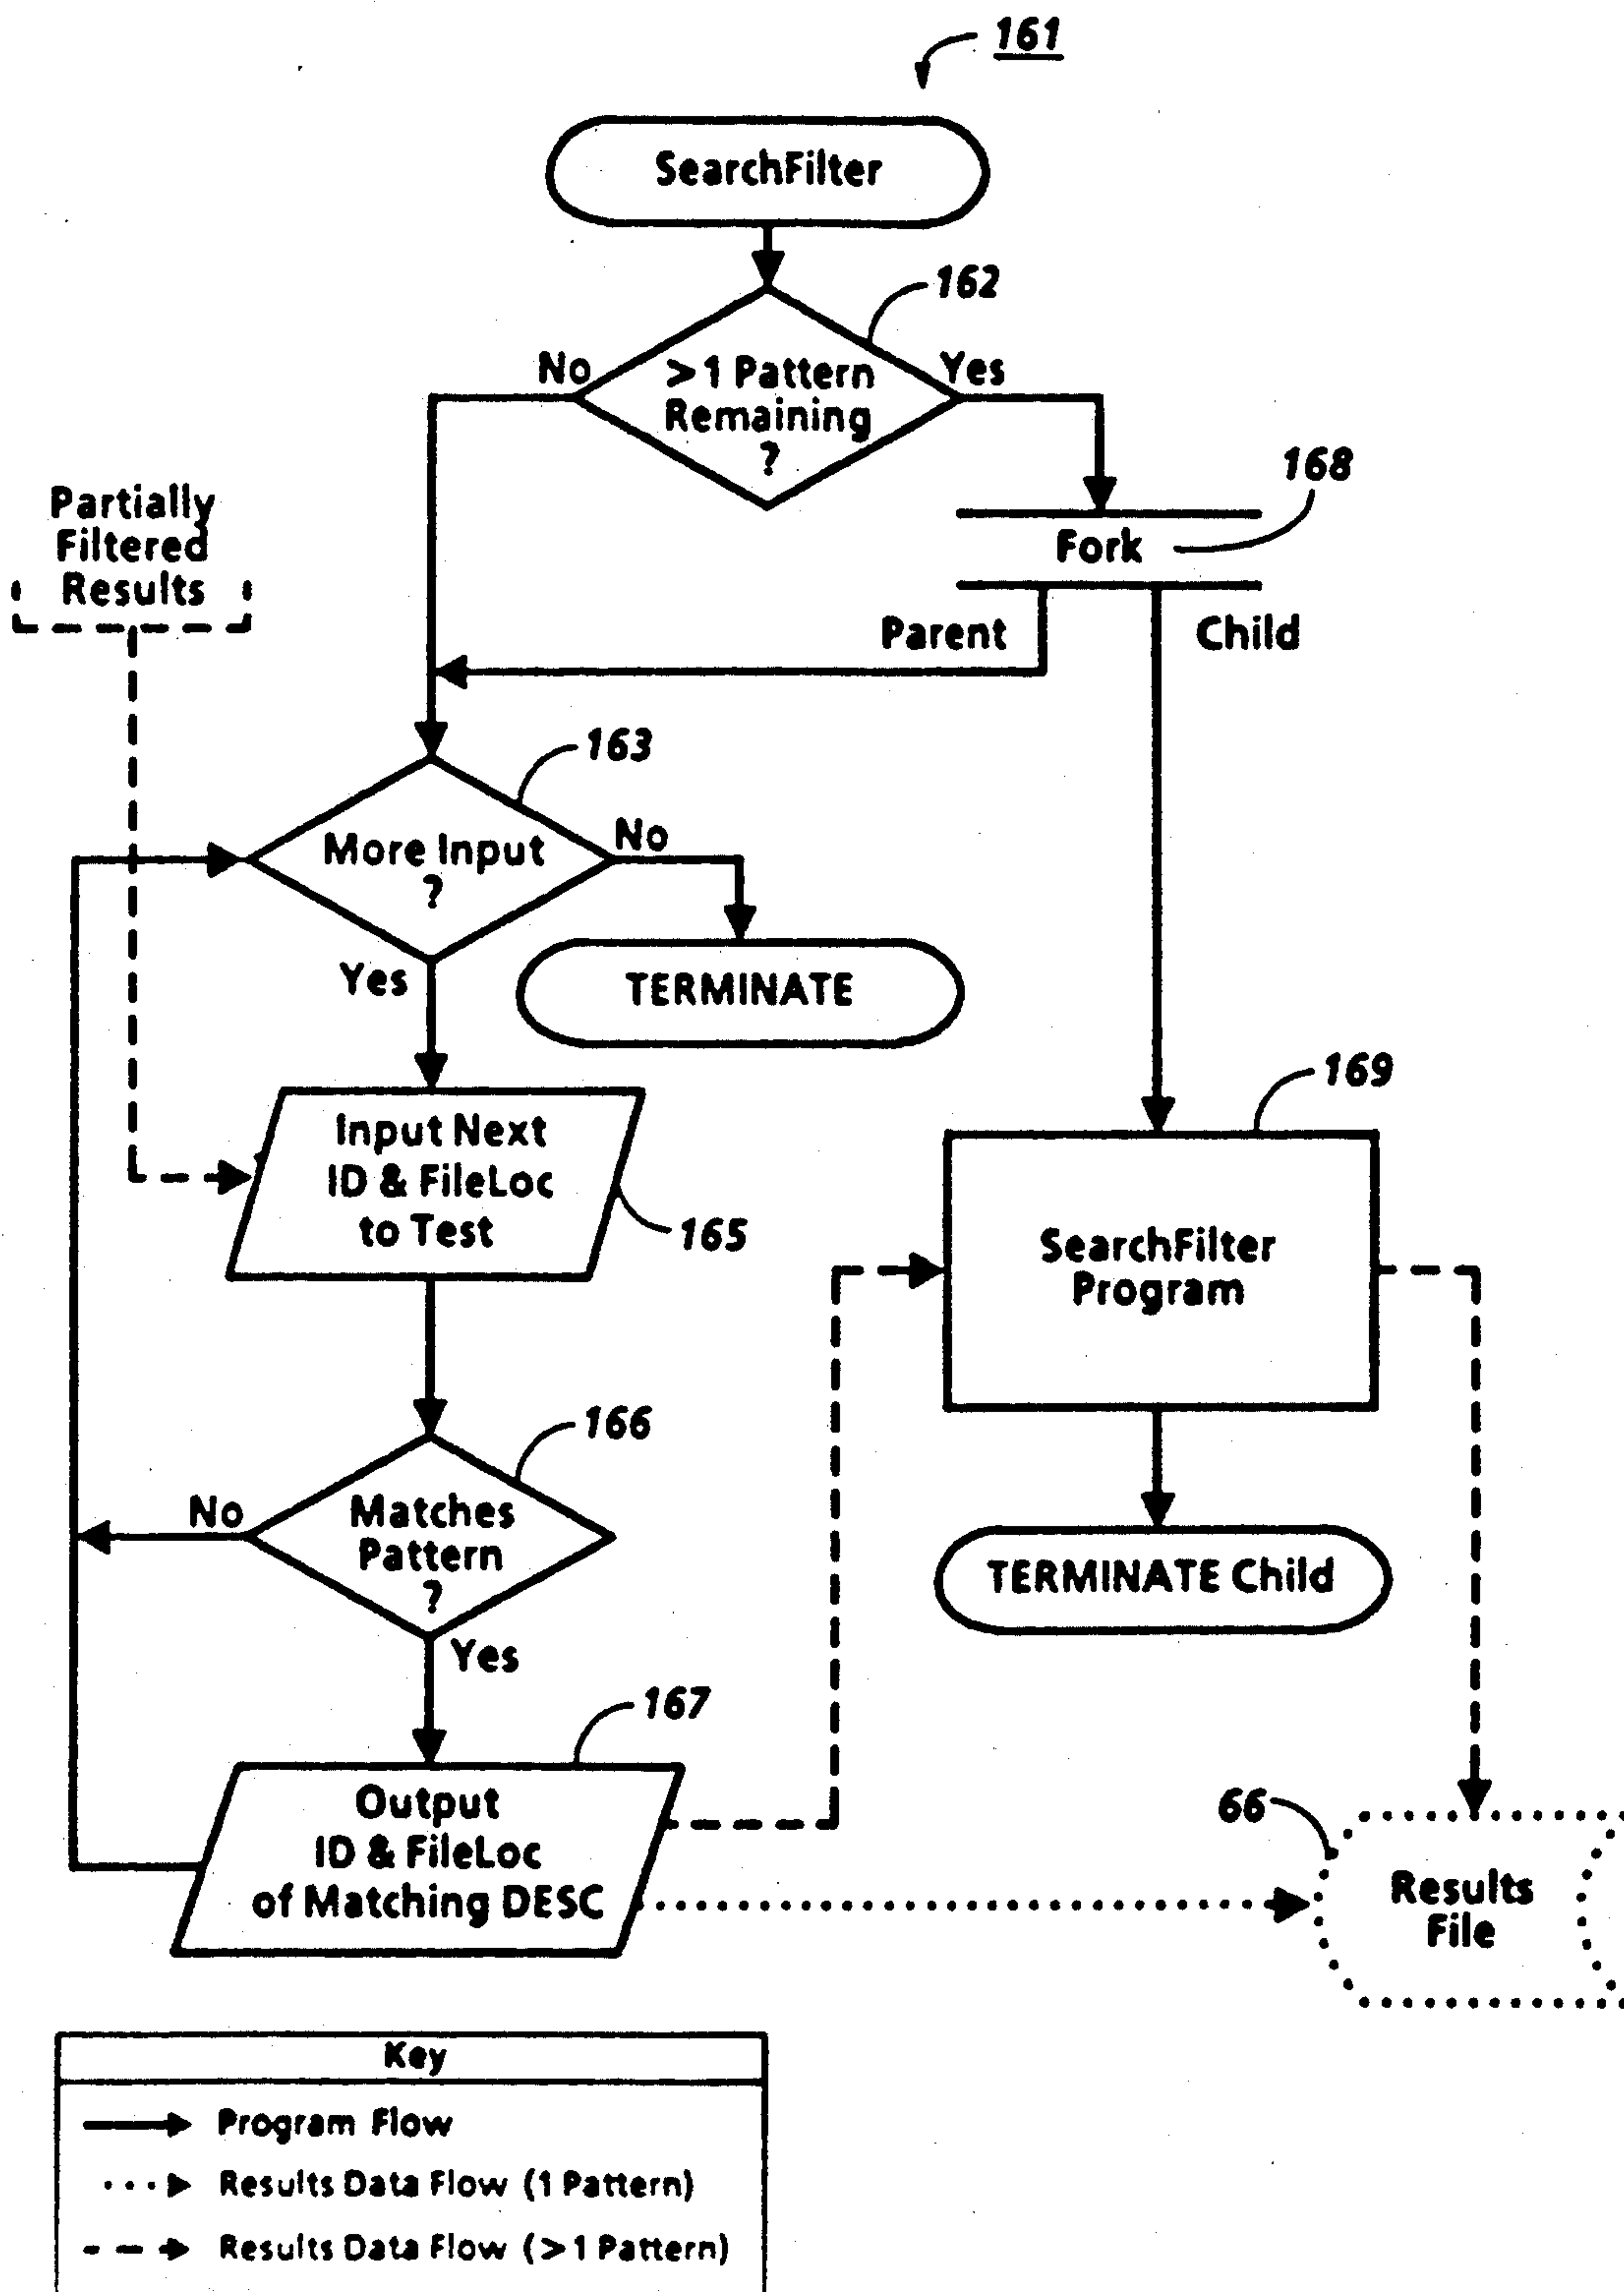 161
SearchFilter
162
No
> 1 Pattern
Remaining
?
Yes
168
Partially
Filtered
Results
Fork
Parent
Child
163
More Input
?
No
Yes
TERMINATE
169
Input Next
ID & FileLoc
to Test
165
SearchFilter
Program
166
No
Matches
Pattern
?
Yes
TERMINATE Child
167
66
Output
ID & FileLoc
of Matching DESC
Results
File
Key
Program Flow
Results Data Flow (1 Pattern)
Results Data Flow (> 1 Pattern)